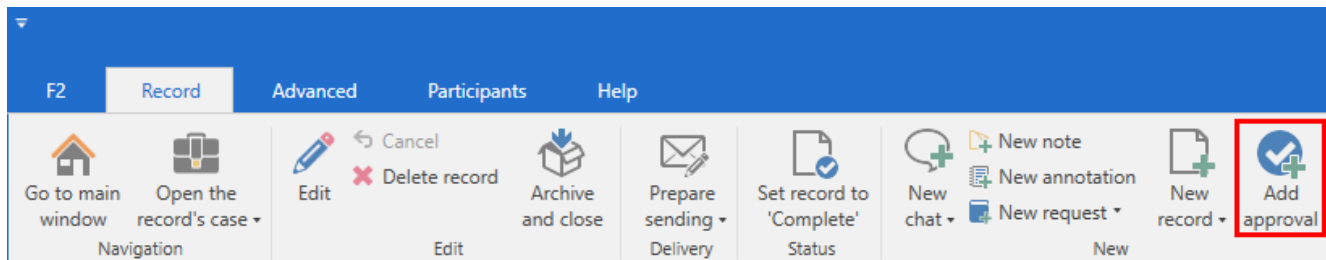 F2 Record Advanced Participants Help
Go to main window
Open the record's case
Edit
Cancel
Delete record
Archive and close
Prepare sending
Set record to 'Complete'
New chat
New note
New annotation
New request
New record
Add approval
Navigation Edit Delivery Status New